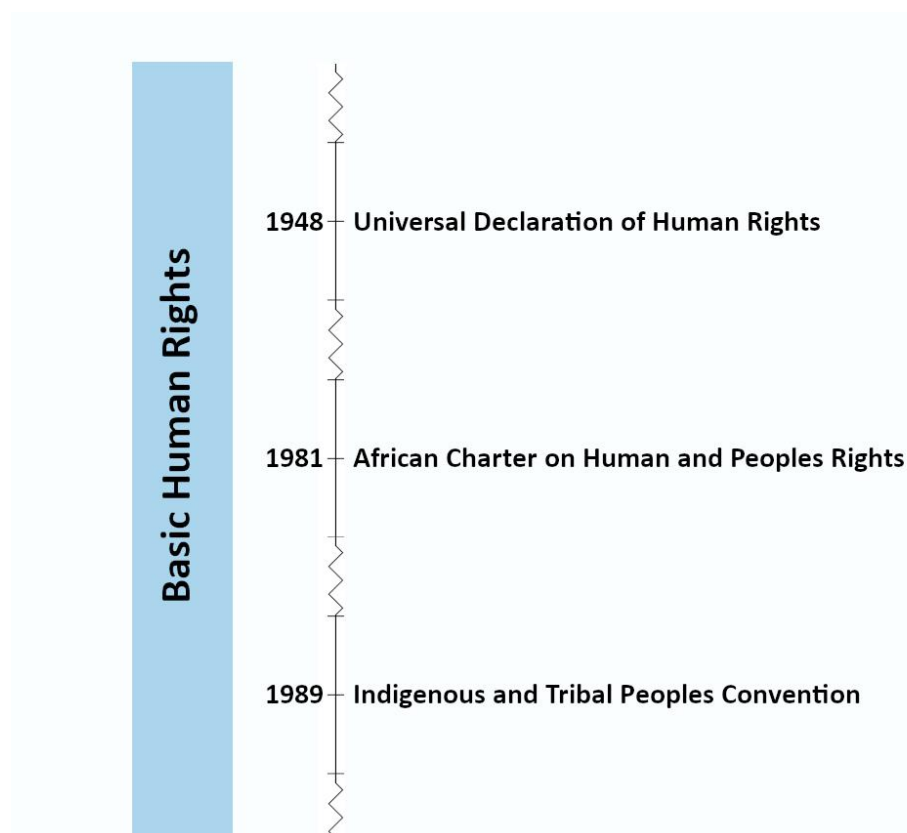 Basic Human Rights
1948 Universal Declaration of Human Rights
1981 African Charter on Human and Peoples Rights
1989 Indigenous and Tribal Peoples Convention